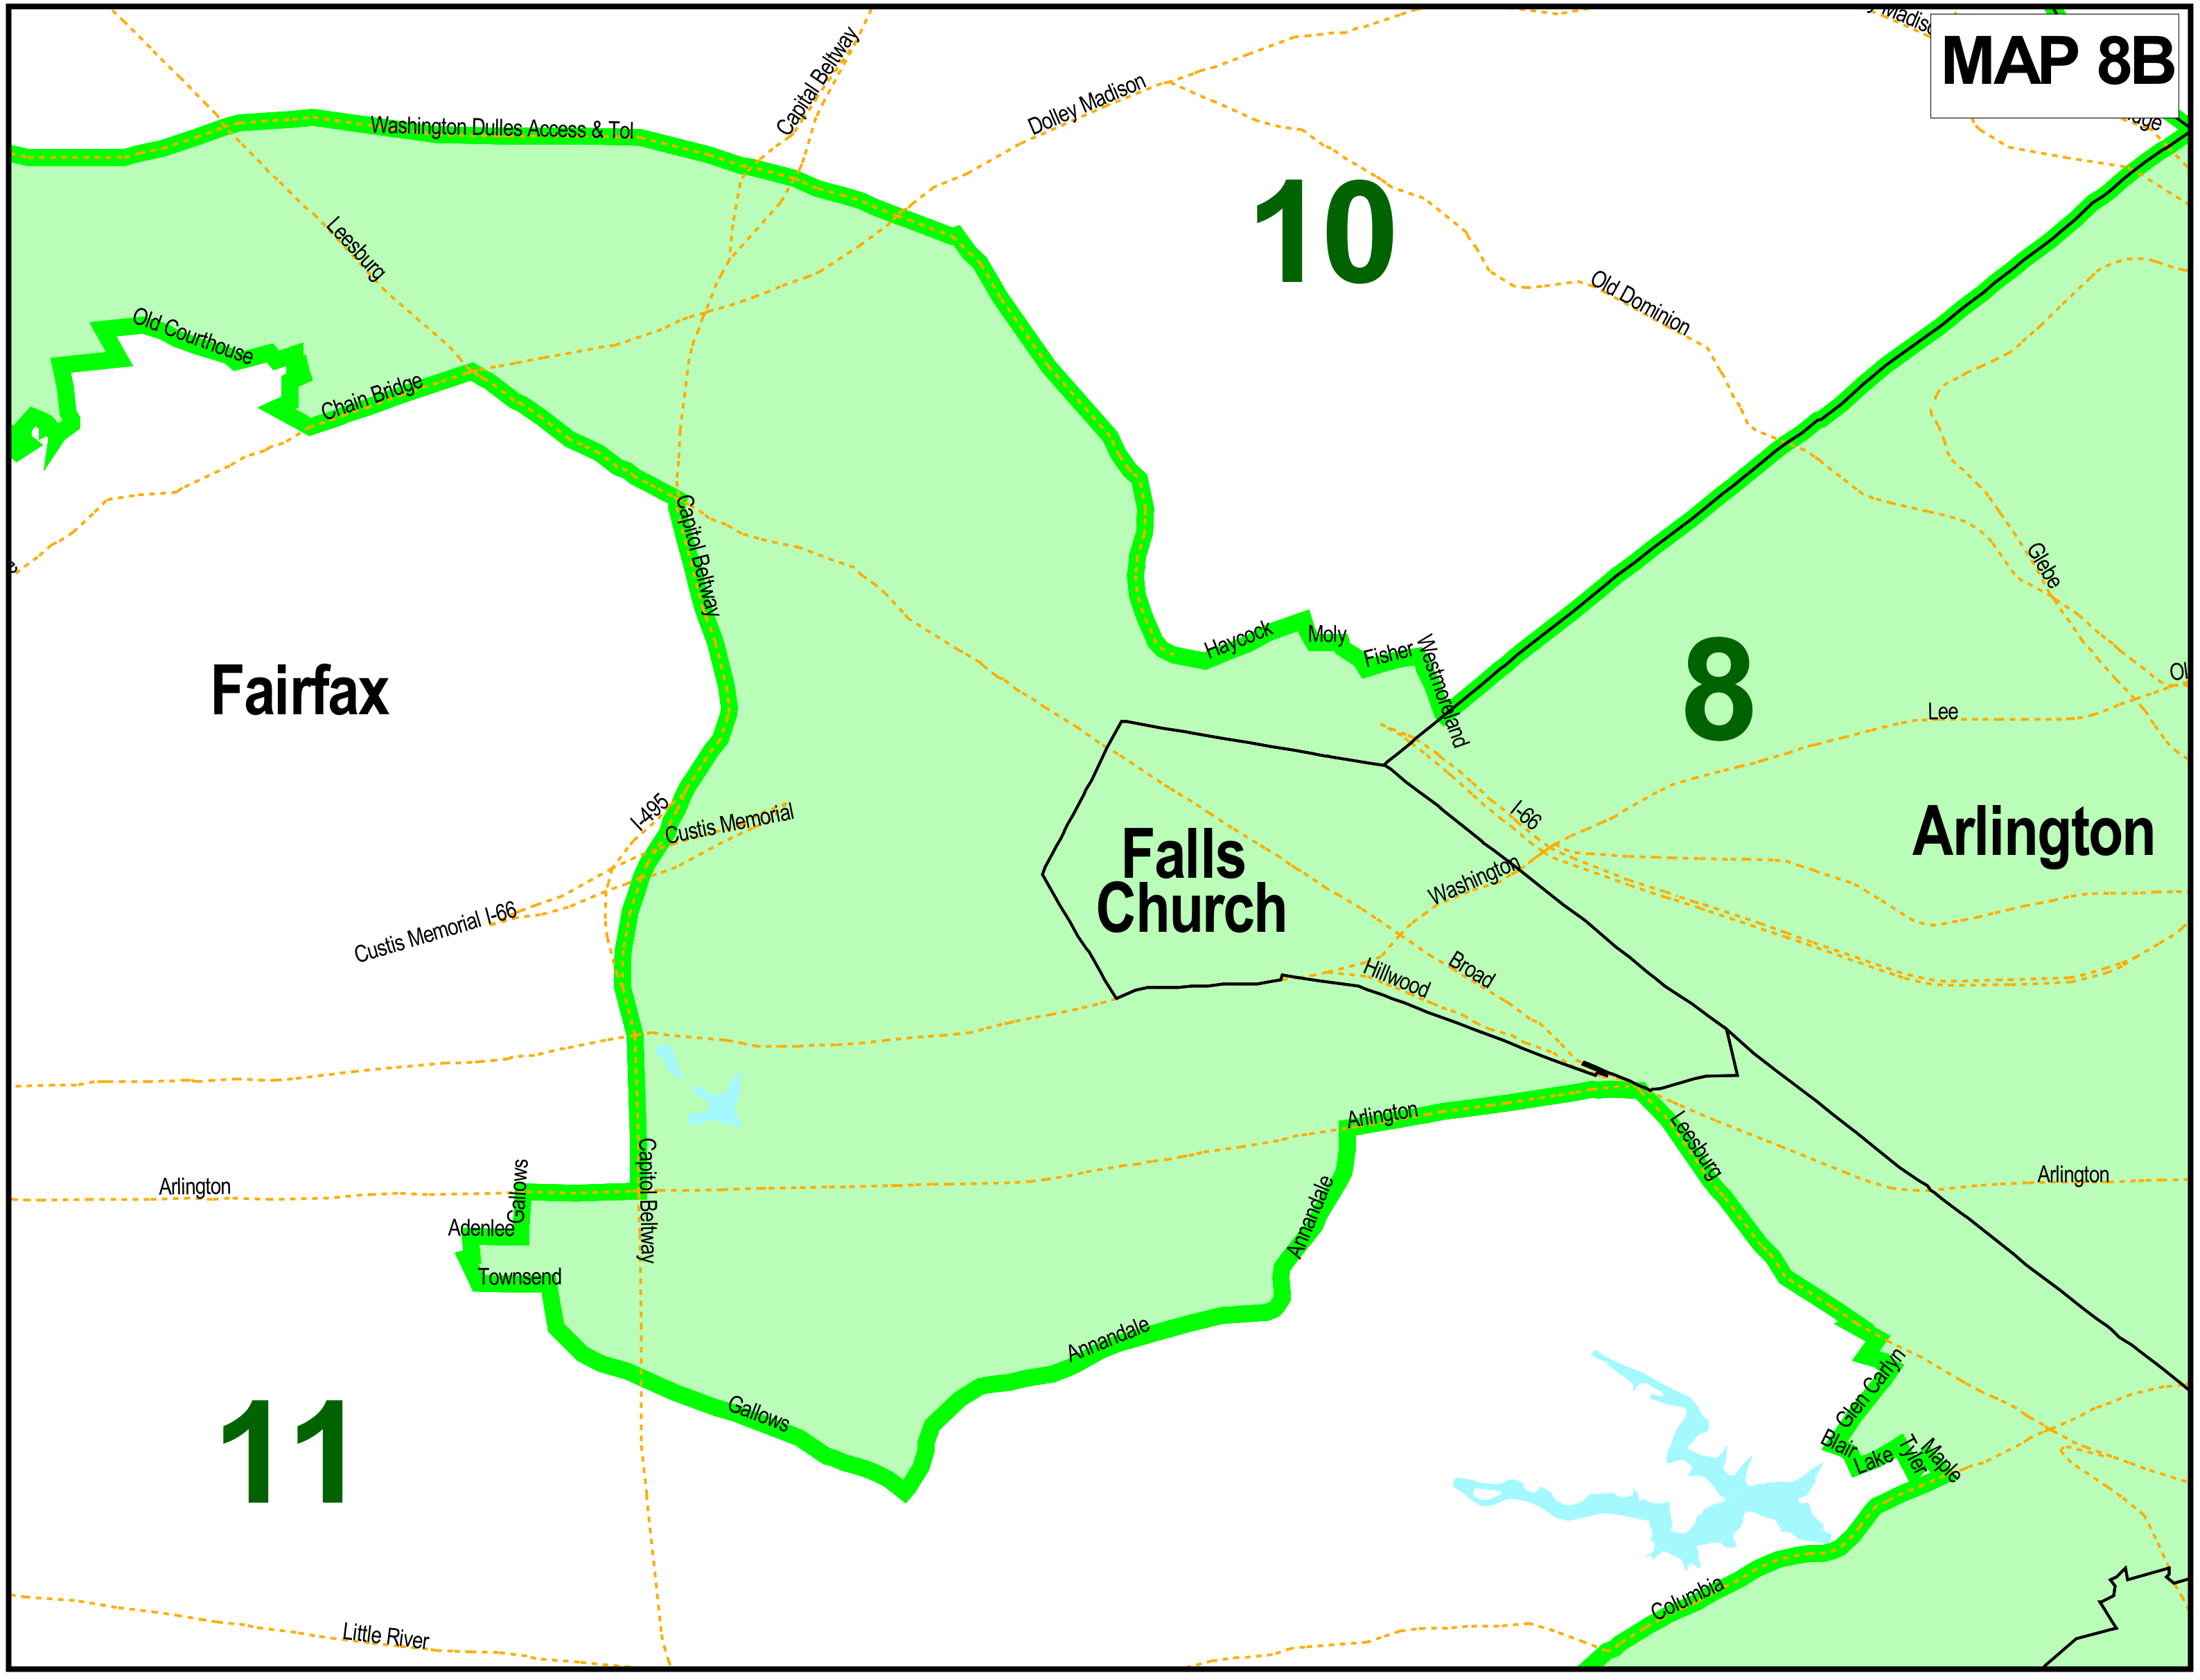 Madison
MAP 8B
Capital Beltway
Dolley Madison
Washington Dulles Access & Tol
10
Leesburg
Old Dominion
Old Courthouse
Chain Bridge
Capitol Beltway
Glebe
Haycock
Moly
Fisher
Westmoreland
8
Fairfax
Lee
I-495
Custis Memorial
I-66
Arlington
Falls
Church
Washington
Custis Memorial I-66
Hillwood
Broad
Arlington
Leesburg
Capitol Beltway
Gallows
Arlington
Arlington
Adenlee
Annandale
Townsend
Annandale
Glen Carlyn
Gallows
11
Blair
Lake
Tyler
Maple
Columbia
Little River